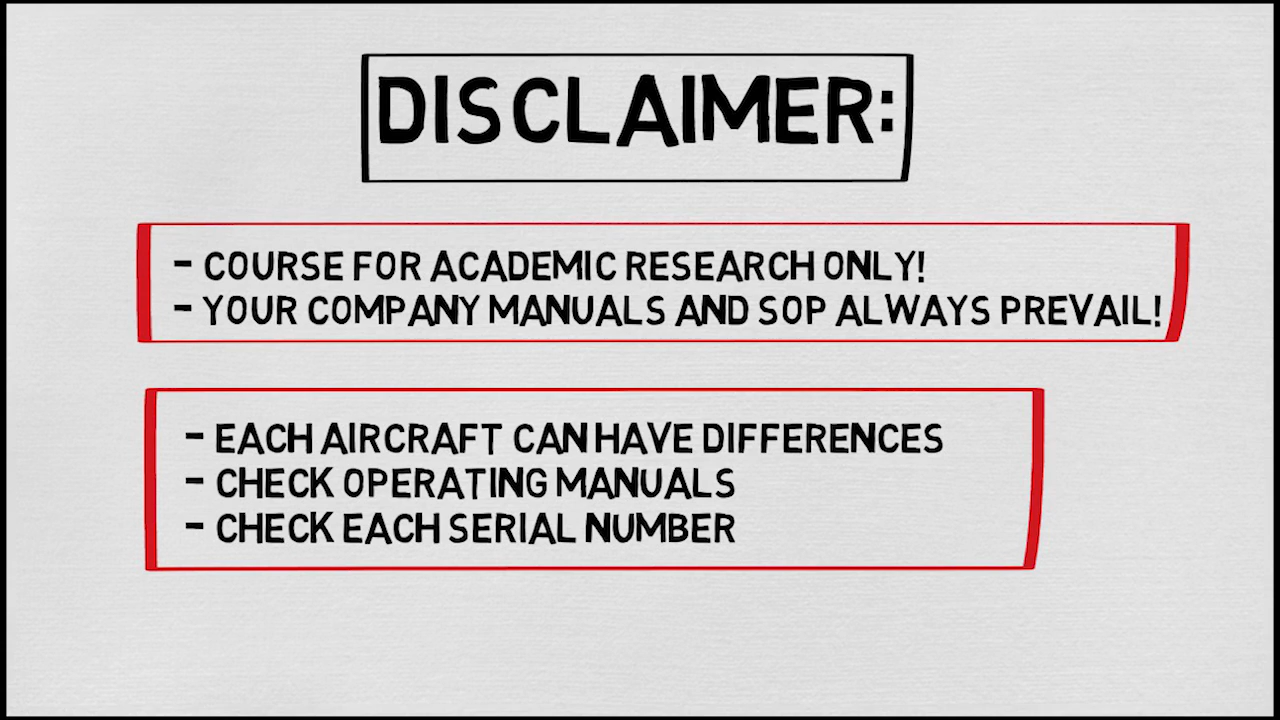 DISCLAIMER:
- COURSE FOR ACADEMIC RESEARCH ONLY!
- YOUR COMPANY MANUALS AND SOP ALWAYS PREVAIL!
- EACH AIRCRAFT CAN HAVE DIFFERENCES
- CHECK OPERATING MANUALS
- CHECK EACH SERIAL NUMBER